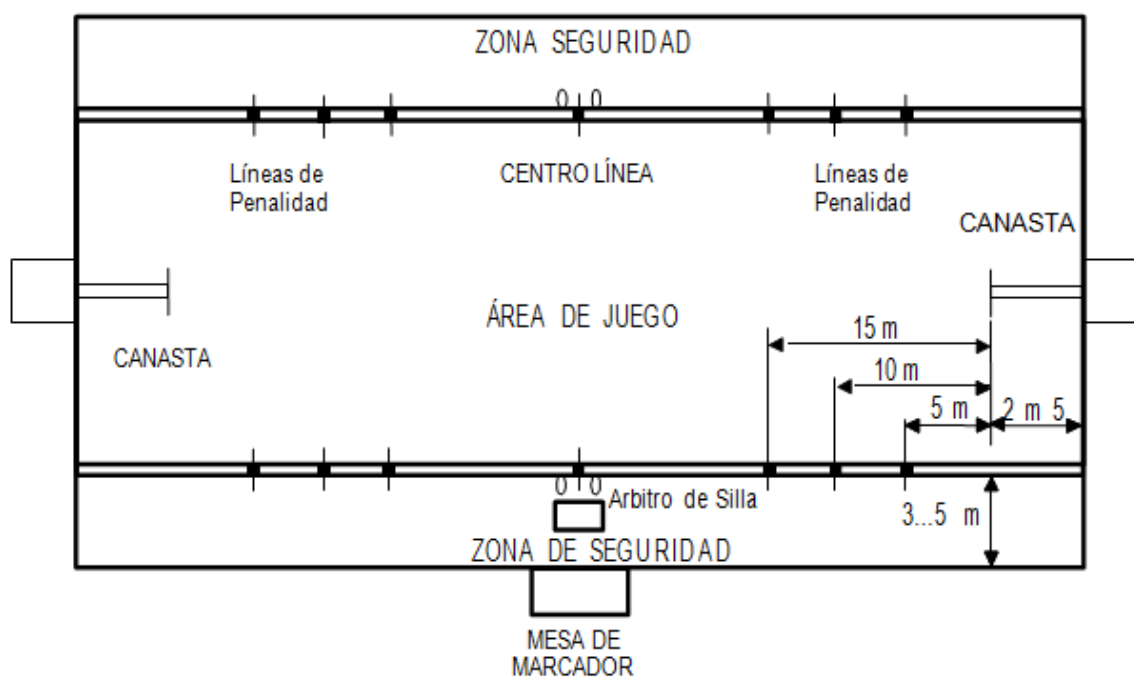 ZONA SEGURIDAD
0 0
Líneas de
Penalidad
CENTRO LÍNEA
Líneas de
Penalidad
CANASTA
ÁREA DE JUEGO
CANASTA
15 m
10 m
5 m
2 m 5
0 0
Arbitro de Silla
3...5 m
ZONA DE SEGURIDAD
MESA DE
MARCADOR